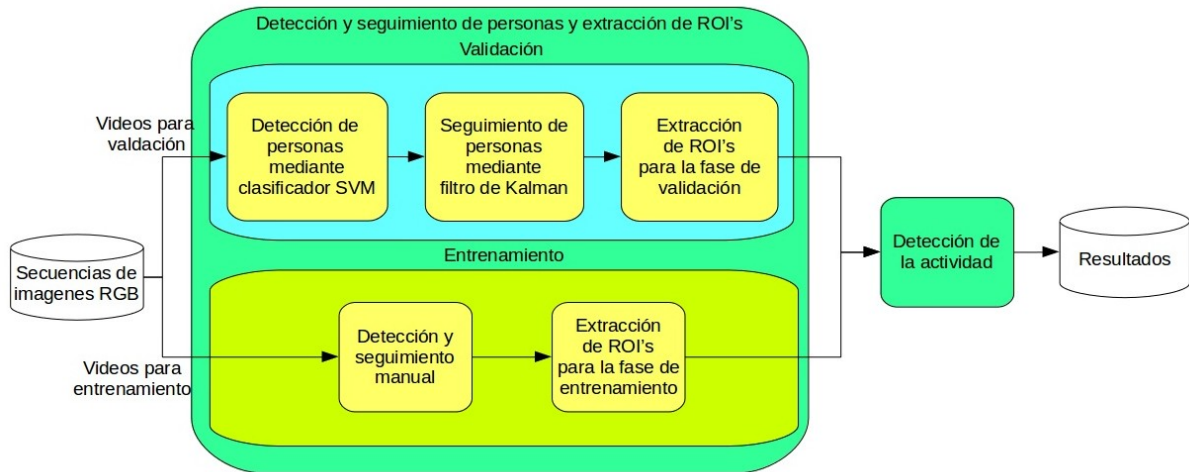 Detección y seguimiento de personas y extracción de ROI's
Validación
Videos para
valdación
Detección de
personas
mediante
clasificador SVM
Seguimiento de
personas
mediante
filtro de Kalman
Extracción
de ROI's
para la fase de
validación
Secuencias de
imagenes RGB
Entrenamiento
Videos para
entrenamiento
Detección y
seguimiento
manual
Extracción
de ROI's
para la fase de
entrenamiento
Detección de
la actividad
Resultados